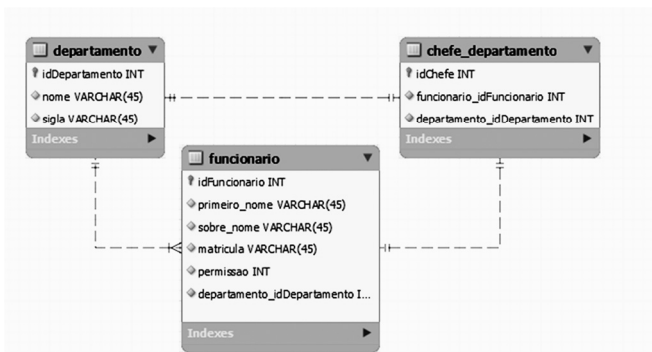 departamento
idDepartamento INT
nome VARCHAR(45)
sigla VARCHAR(45)
Indexes
chefe_departamento
idChefe INT
funcionario_idFuncionario INT
departamento_idDepartamento INT
Indexes
funcionario
idFuncionario INT
primeiro_nome VARCHAR(45)
sobre_nome VARCHAR(45)
matricula VARCHAR(45)
permissao INT
departamento_idDepartamento I...
Indexes